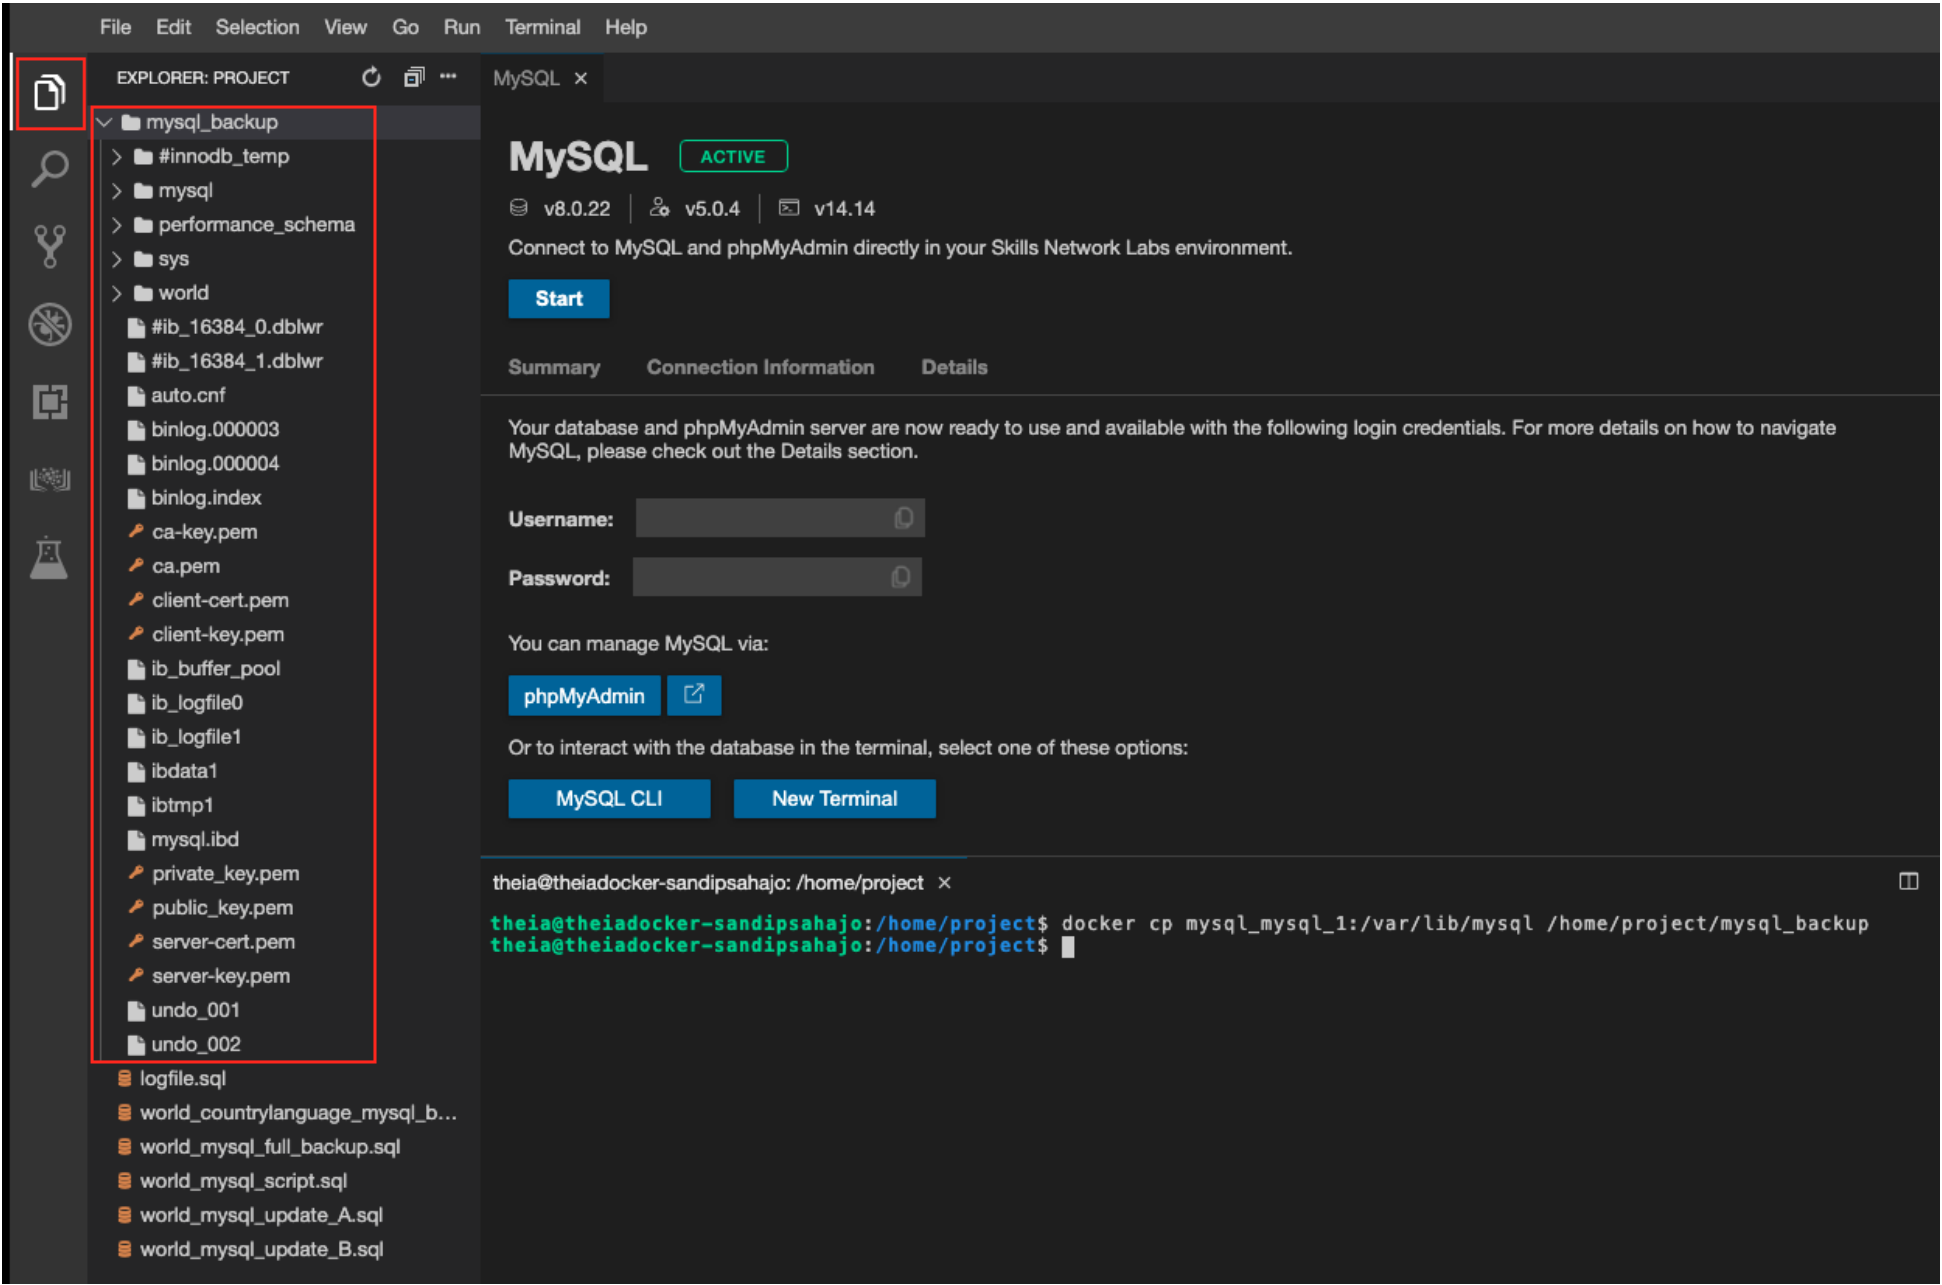 File Edit Selection View Go Run Terminal Help
EXPLORER: PROJECT
mysql_backup
#innodb_temp
mysql
performance_schema
sys
world
#ib_16384_0.dblwr
#ib_16384_1.dblwr
auto.cnf
binlog.000003
binlog.000004
binlog.index
ca-key.pem
ca.pem
client-cert.pem
client-key.pem
ib_buffer_pool
ib_logfile0
ib_logfile1
ibdata1
ibtmp1
mysql.ibd
private_key.pem
public_key.pem
server-cert.pem
server-key.pem
undo_001
undo_002
logfile.sql
world_countrylanguage_mysql_b...
world_mysql_full_backup.sql
world_mysql_script.sql
world_mysql_update_A.sql
world_mysql_update_B.sql
MySQL
MySQL ACTIVE
v8.0.22 v5.0.4 v14.14
Connect to MySQL and phpMyAdmin directly in your Skills Network Labs environment.
Start
Summary Connection Information Details
Your database and phpMyAdmin server are now ready to use and available with the following login credentials. For more details on how to navigate
MySQL, please check out the Details section.
Username:
Password:
You can manage MySQL via:
phpMyAdmin
Or to interact with the database in the terminal, select one of these options:
MySQL CLI New Terminal
theia@theiadocker-sandipsahajo: /home/project
theia@theiadocker-sandipsahajo:/home/project$ docker cp mysql_mysql_1:/var/lib/mysql /home/project/mysql_backup
theia@theiadocker-sandipsahajo:/home/project$